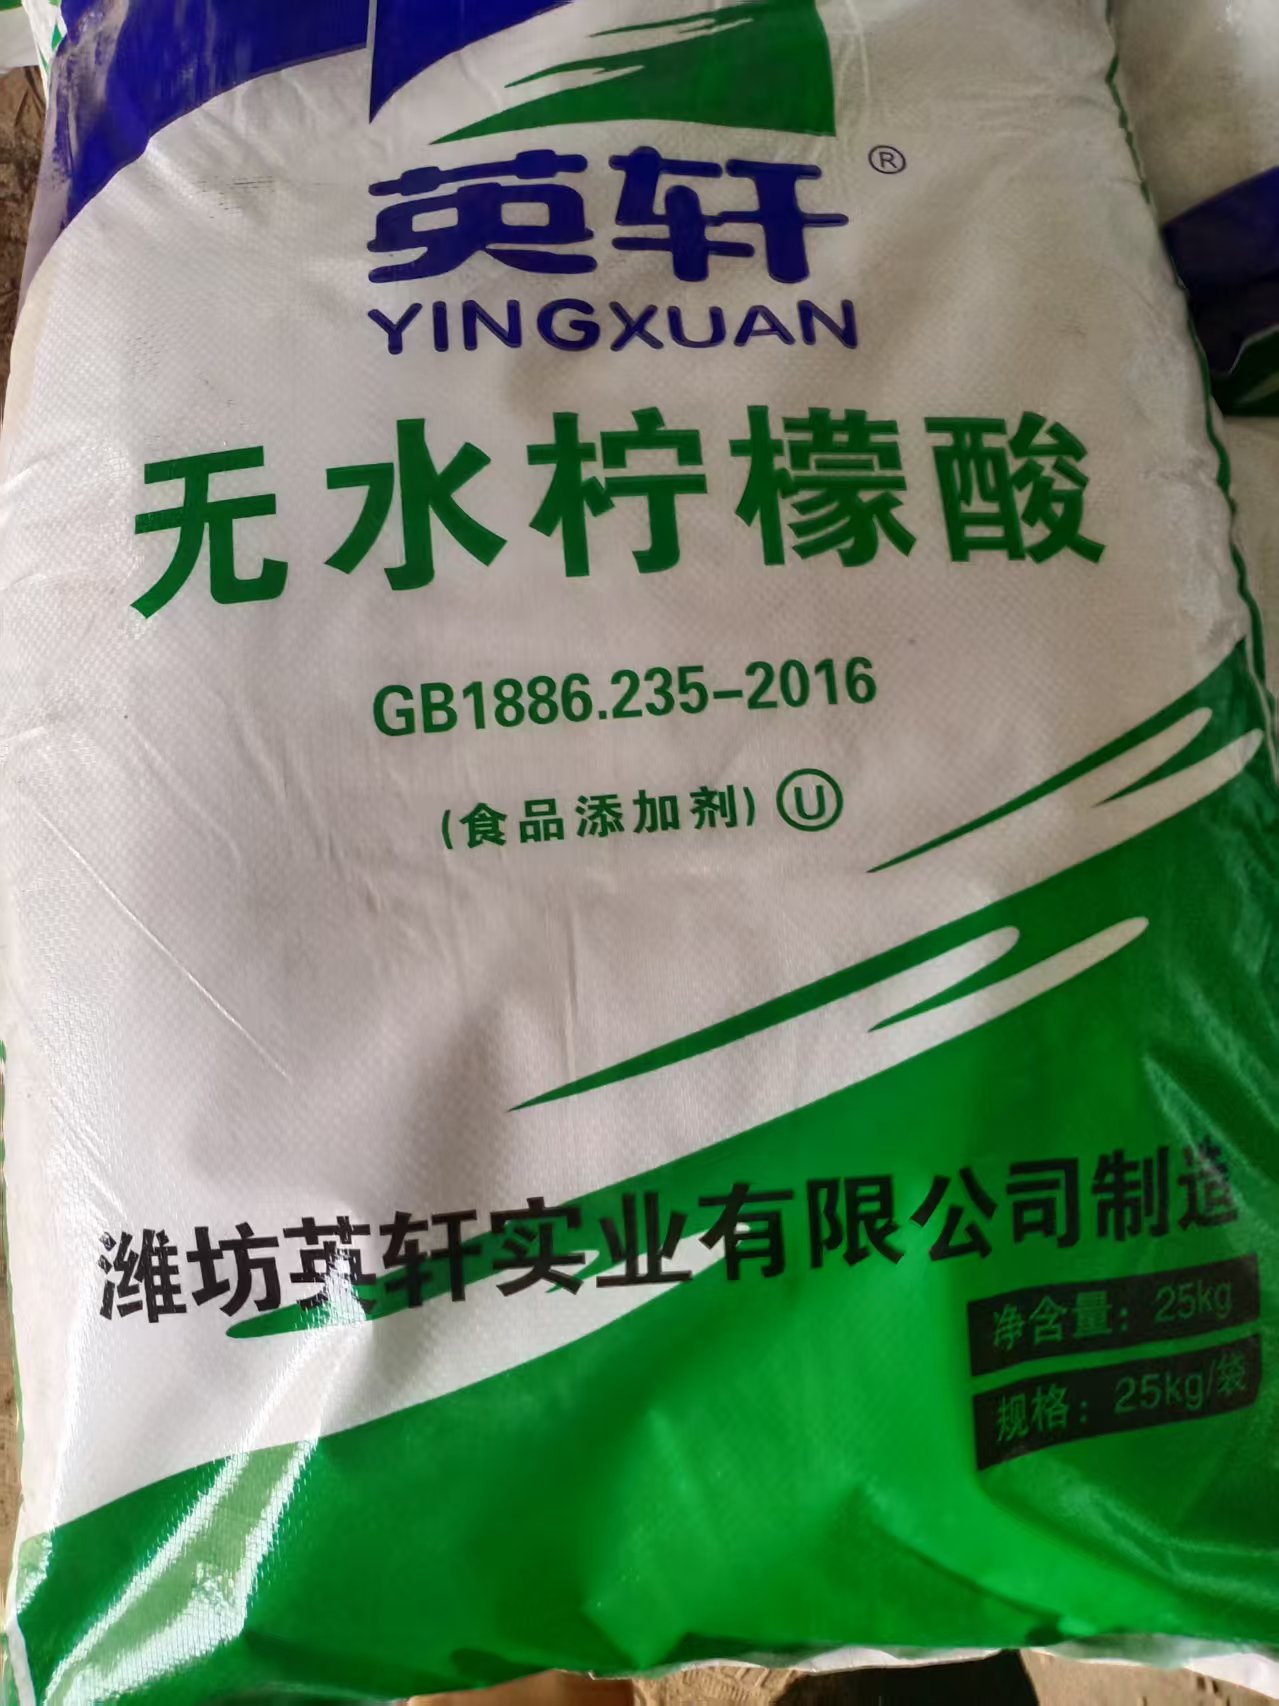 英轩®
YINGXUAN
无水柠檬酸
GB1886.235-2016
(食品添加剂) Ⓤ
潍坊英轩实业有限公司制造
净含量：25kg
规格：25kg/袋